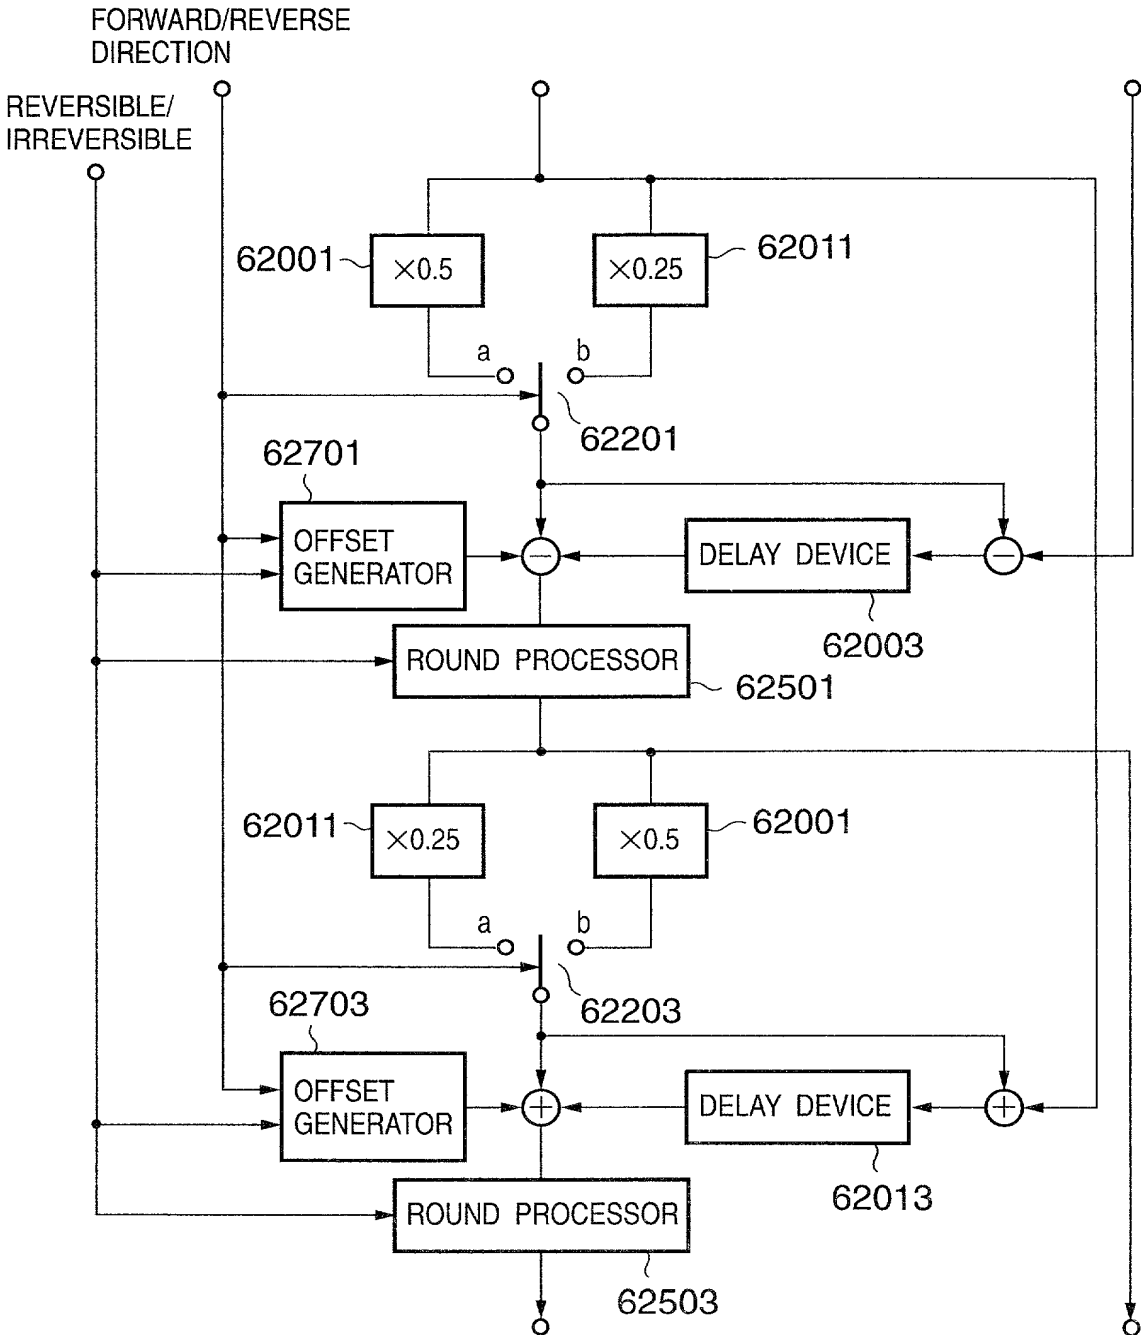 FORWARD/REVERSE
DIRECTION
REVERSIBLE/
IRREVERSIBLE
62001
×0.5
×0.25
62011
a
b
62201
62701
OFFSET
GENERATOR
−
DELAY DEVICE
−
62003
ROUND PROCESSOR
62501
62011
×0.25
×0.5
62001
a
b
62203
62703
OFFSET
GENERATOR
+
DELAY DEVICE
+
62013
ROUND PROCESSOR
62503